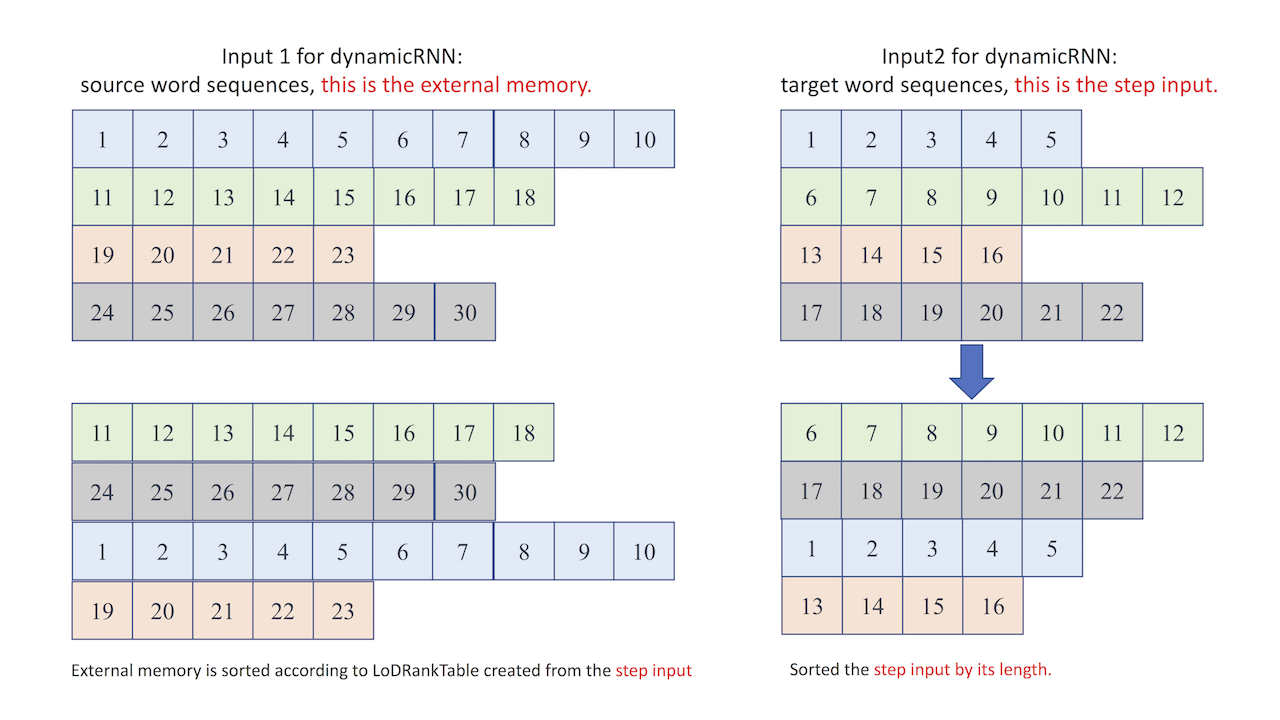 Input 1 for dynamicRNN:
source word sequences, this is the external memory.
1 2 3 4 5 6 7 8 9 10
11 12 13 14 15 16 17 18
19 20 21 22 23
24 25 26 27 28 29 30
11 12 13 14 15 16 17 18
24 25 26 27 28 29 30
1 2 3 4 5 6 7 8 9 10
19 20 21 22 23
External memory is sorted according to LoDRankTable created from the step input
Input2 for dynamicRNN:
target word sequences, this is the step input.
1 2 3 4 5
6 7 8 9 10 11 12
13 14 15 16
17 18 19 20 21 22
6 7 8 9 10 11 12
17 18 19 20 21 22
1 2 3 4 5
13 14 15 16
Sorted the step input by its length.